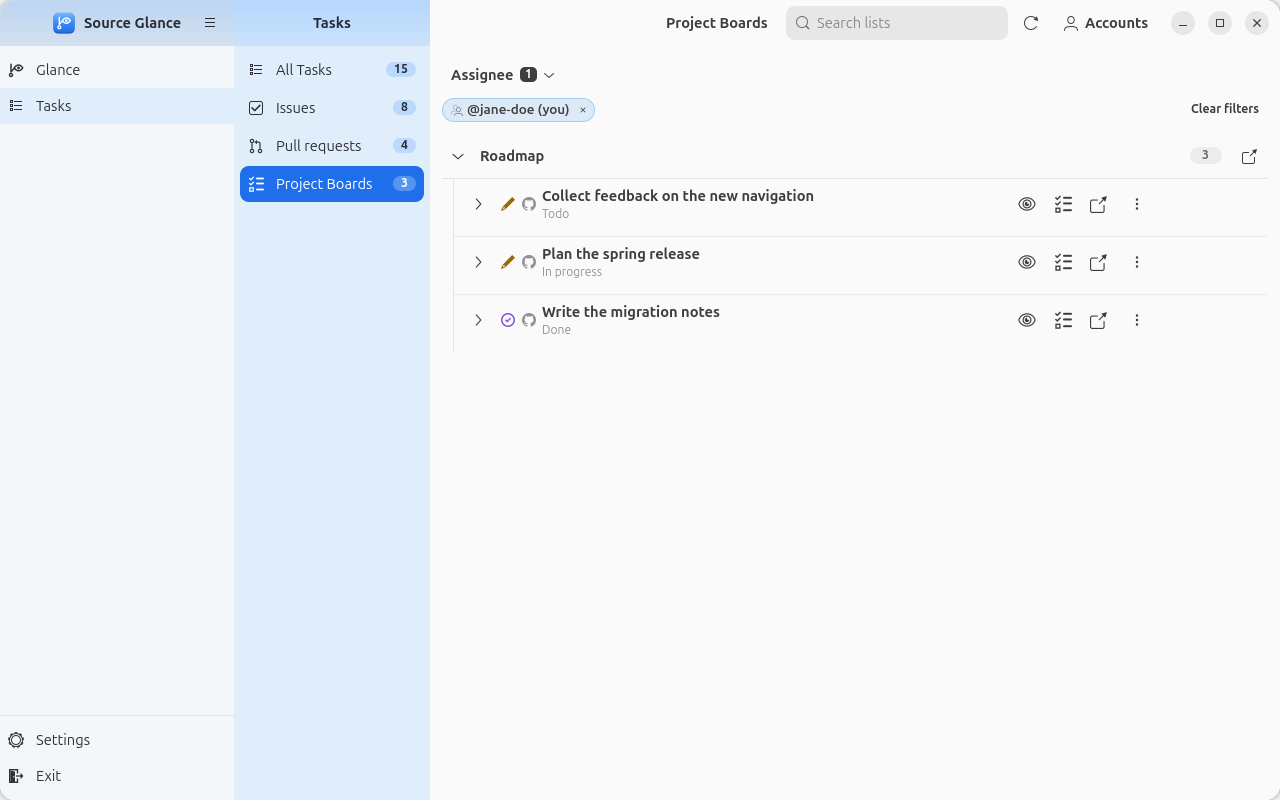 Source Glance
Tasks
Project Boards
Search lists
Accounts
Glance
Tasks
All Tasks 15
Issues 8
Pull requests 4
Project Boards 3
Assignee 1
@jane-doe (you) ×
Clear filters
Roadmap 3
Collect feedback on the new navigation
Todo
Plan the spring release
In progress
Write the migration notes
Done
Settings
Exit